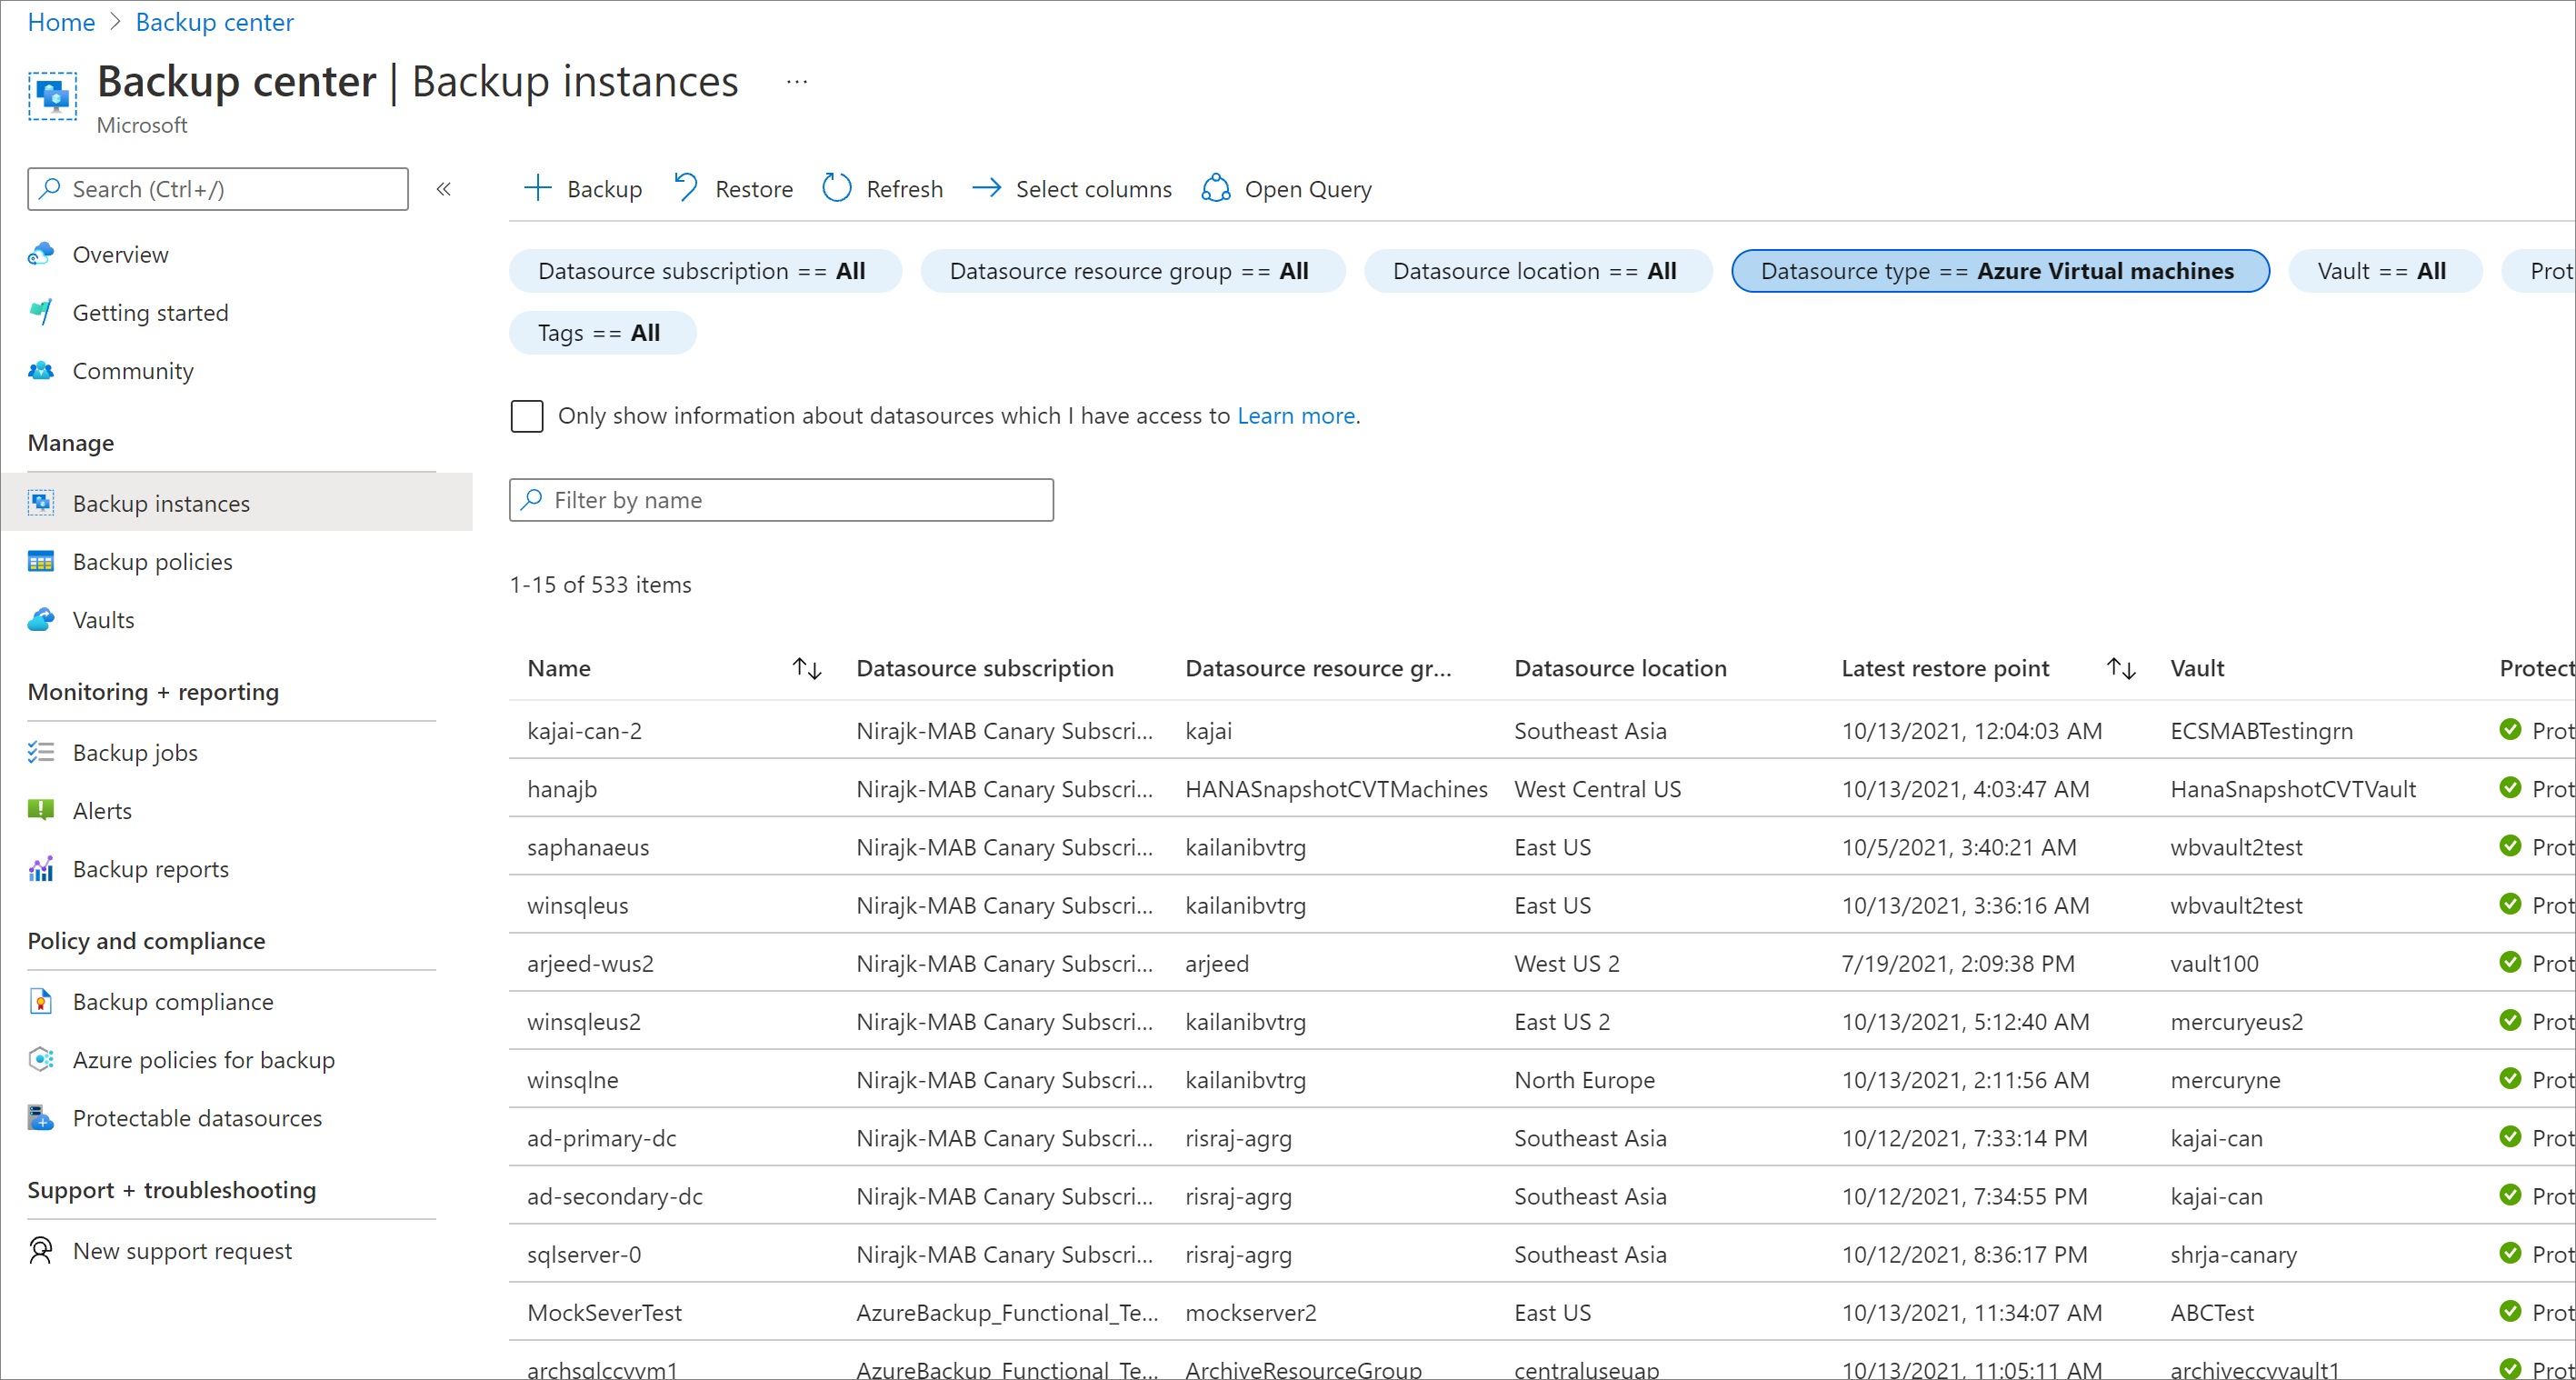 Home > Backup center
Backup center | Backup instances ...
Microsoft
Search (Ctrl+/) «
Overview
Getting started
Community
Manage
Backup instances
Backup policies
Vaults
Monitoring + reporting
Backup jobs
Alerts
Backup reports
Policy and compliance
Backup compliance
Azure policies for backup
Protectable datasources
Support + troubleshooting
New support request
Backup Restore Refresh Select columns Open Query
Datasource subscription == All Datasource resource group == All Datasource location == All Datasource type == Azure Virtual machines Vault == All Prot
Tags == All
Only show information about datasources which I have access to Learn more.
Filter by name
1-15 of 533 items
Name Datasource subscription Datasource resource gr... Datasource location Latest restore point Vault Protect
kajai-can-2 Nirajk-MAB Canary Subscri... kajai Southeast Asia 10/13/2021, 12:04:03 AM ECSMABTestingrn Prot
hanajb Nirajk-MAB Canary Subscri... HANASnapshotCVTMachines West Central US 10/13/2021, 4:03:47 AM HanaSnapshotCVTVault Prot
saphanaeus Nirajk-MAB Canary Subscri... kailanibvtrg East US 10/5/2021, 3:40:21 AM wbvault2test Prot
winsqleus Nirajk-MAB Canary Subscri... kailanibvtrg East US 10/13/2021, 3:36:16 AM wbvault2test Prot
arjeed-wus2 Nirajk-MAB Canary Subscri... arjeed West US 2 7/19/2021, 2:09:38 PM vault100 Prot
winsqleus2 Nirajk-MAB Canary Subscri... kailanibvtrg East US 2 10/13/2021, 5:12:40 AM mercuryeus2 Prot
winsqlne Nirajk-MAB Canary Subscri... kailanibvtrg North Europe 10/13/2021, 2:11:56 AM mercuryne Prot
ad-primary-dc Nirajk-MAB Canary Subscri... risraj-agrg Southeast Asia 10/12/2021, 7:33:14 PM kajai-can Prot
ad-secondary-dc Nirajk-MAB Canary Subscri... risraj-agrg Southeast Asia 10/12/2021, 7:34:55 PM kajai-can Prot
sqlserver-0 Nirajk-MAB Canary Subscri... risraj-agrg Southeast Asia 10/12/2021, 8:36:17 PM shrja-canary Prot
MockSeverTest AzureBackup_Functional_Te... mockserver2 East US 10/13/2021, 11:34:07 AM ABCTest Prot
archsqlccyvm1 AzureBackup_Functional_Te... ArchiveResourceGroup centraluseuap 10/13/2021, 11:05:11 AM archiveccyvault1 Prot